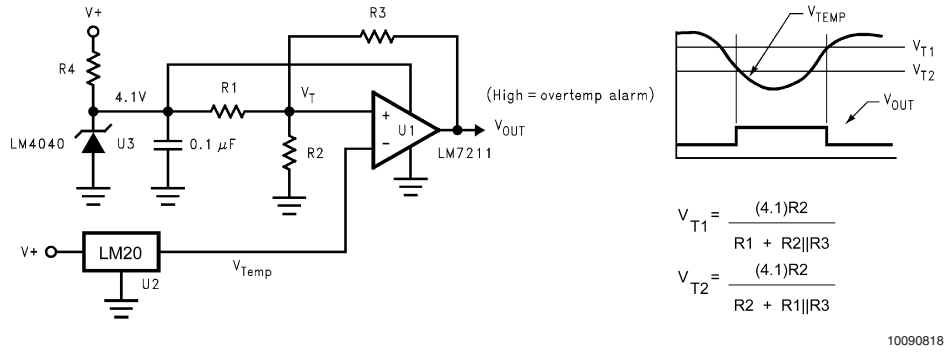 V+
R4
4.1V
LM4040
U3
0.1 μF
R1
V_T
R2
R3
+
−
U1
LM7211
V_OUT
(High = overtemp alarm)
V+
LM20
U2
V_Temp
V_TEMP
V_T1
V_T2
V_OUT
V_T1 = (4.1)R2
R1 + R2||R3
V_T2 = (4.1)R2
R2 + R1||R3
10090818